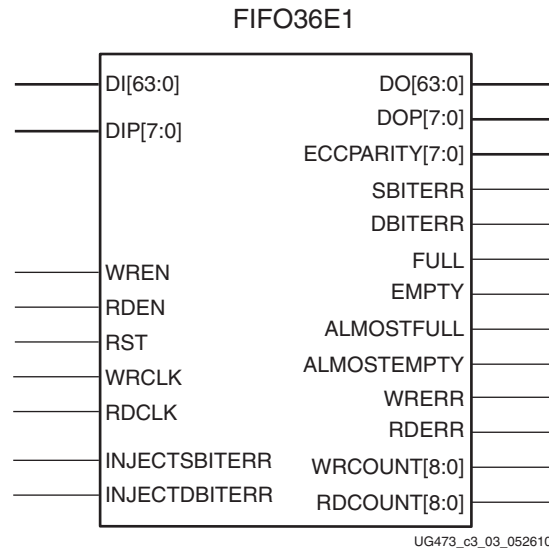 FIFO36E1
DI[63:0]
DIP[7:0]
WREN
RDEN
RST
WRCLK
RDCLK
INJECTSBITERR
INJECTDBITERR
DO[63:0]
DOP[7:0]
ECCPARITY[7:0]
SBITERR
DBITERR
FULL
EMPTY
ALMOSTFULL
ALMOSTEMPTY
WRERR
RDERR
WRCOUNT[8:0]
RDCOUNT[8:0]
UG473_c3_03_052610